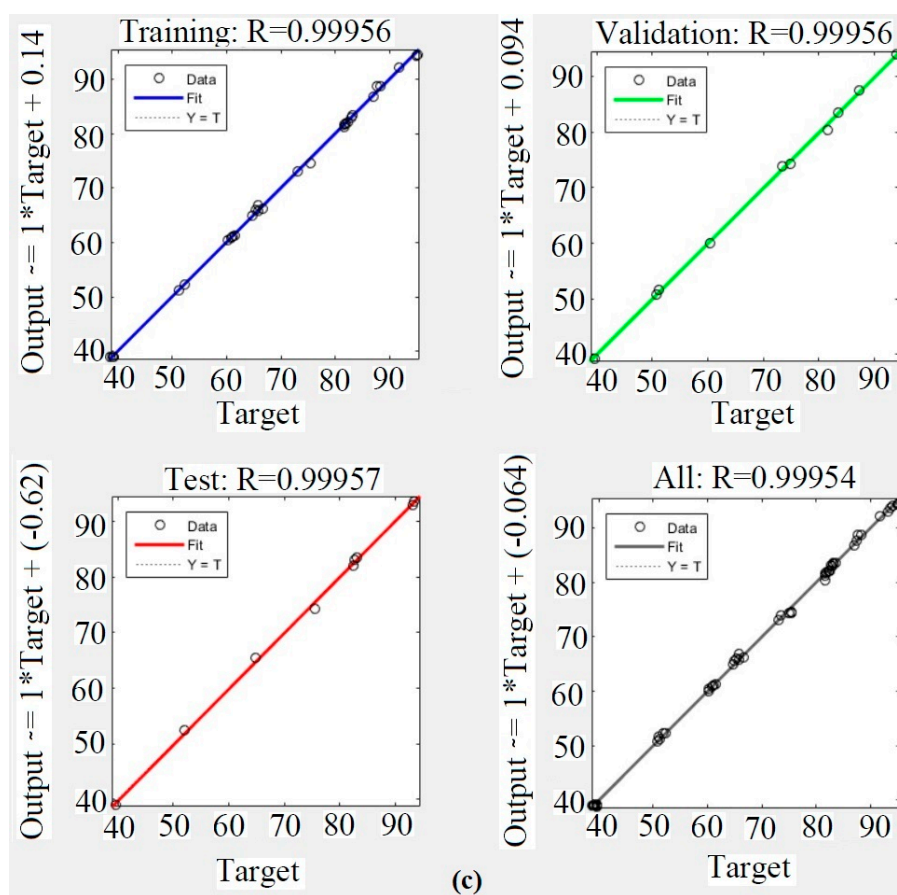 Training: R=0.99956
Output ~= 1*Target + 0.14
Data
Fit
Y = T
90
80
70
60
50
40
40 50 60 70 80 90
Target
Validation: R=0.99956
Output ~= 1*Target + 0.094
Data
Fit
Y = T
90
80
70
60
50
40
40 50 60 70 80 90
Target
Test: R=0.99957
Output ~= 1*Target + (-0.62)
Data
Fit
Y = T
90
80
70
60
50
40
40 50 60 70 80 90
Target
All: R=0.99954
Output ~= 1*Target + (-0.064)
Data
Fit
Y = T
90
80
70
60
50
40
40 50 60 70 80 90
Target
(c)